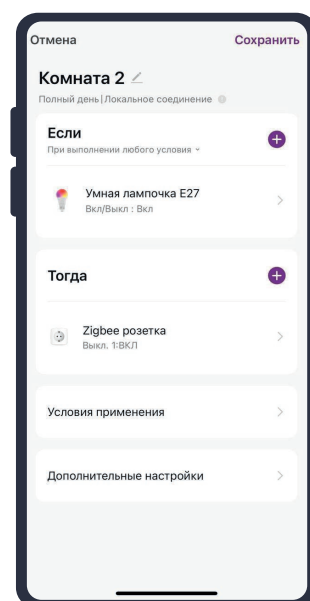 Отмена Сохранить
Комната 2
Полный день|Локальное соединение
Если
При выполнении любого условия
Умная лампочка E27
Вкл/Выкл : Вкл
Тогда
Zigbee розетка
Выкл. 1:ВКЛ
Условия применения
Дополнительные настройки